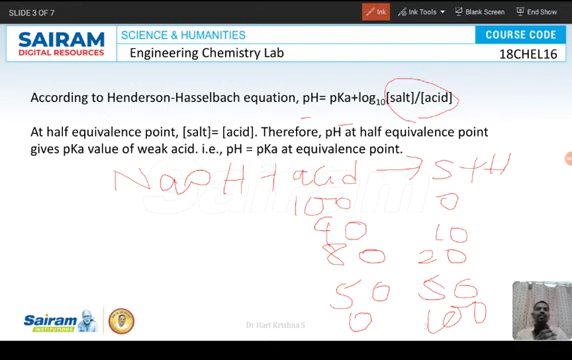 SLIDE 3 OF 7
Ink
Ink Tools
Blank Screen
End Show
SAIRAM
DIGITAL RESOURCES
SCIENCE & HUMANITIES
Engineering Chemistry Lab
COURSE CODE
18CHEL16
According to Henderson-Hasselbach equation, pH= pKa+log10[salt]/[acid]
At half equivalence point, [salt]= [acid]. Therefore, pH at half equivalence point
gives pKa value of weak acid. i.e., pH = pKa at equivalence point.
NaOH + acid → S + H
100 0
90 10
80 20
50 50
0 100
Sairam
INSTITUTIONS
Dr Hari Krishna S